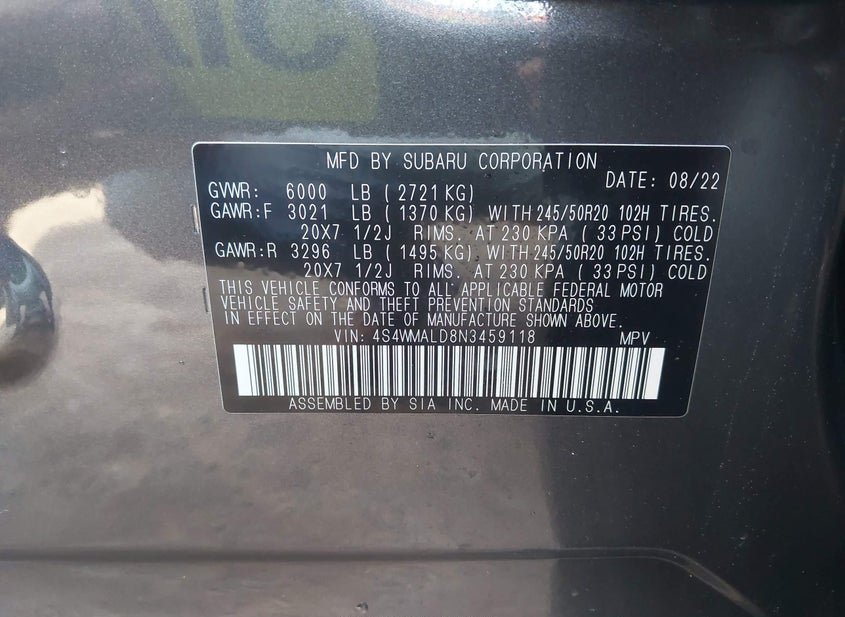 MFD BY SUBARU CORPORATION
DATE: 08/22
GVWR: 6000 LB ( 2721 KG)
GAWR:F 3021 LB ( 1370 KG) WITH 245/50R20 102H TIRES.
20X7 1/2J RIMS. AT 230 KPA ( 33 PSI) COLD
GAWR:R 3296 LB ( 1495 KG) WITH 245/50R20 102H TIRES.
20X7 1/2J RIMS. AT 230 KPA ( 33 PSI) COLD
THIS VEHICLE CONFORMS TO ALL APPLICABLE FEDERAL MOTOR
VEHICLE SAFETY AND THEFT PREVENTION STANDARDS
IN EFFECT ON THE DATE OF MANUFACTURE SHOWN ABOVE.
VIN: 4S4WMALD8N3459118 MPV
ASSEMBLED BY SIA INC. MADE IN U.S.A.